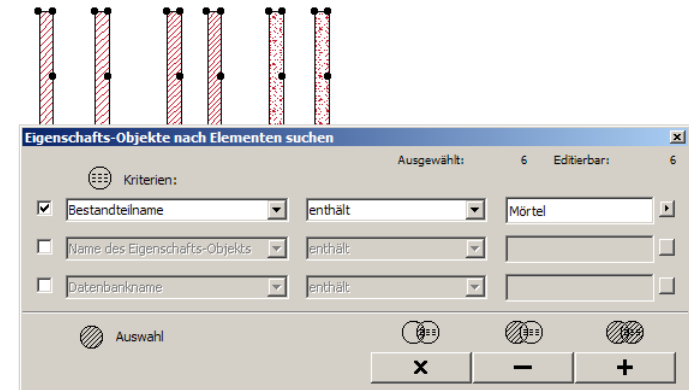 Eigenschafts-Objekte nach Elementen suchen
Ausgewählt: 6 Editierbar: 6
Kriterien:
Bestandteilname enthält Mörtel
Name des Eigenschafts-Objekts enthält
Datenbankname enthält
Auswahl